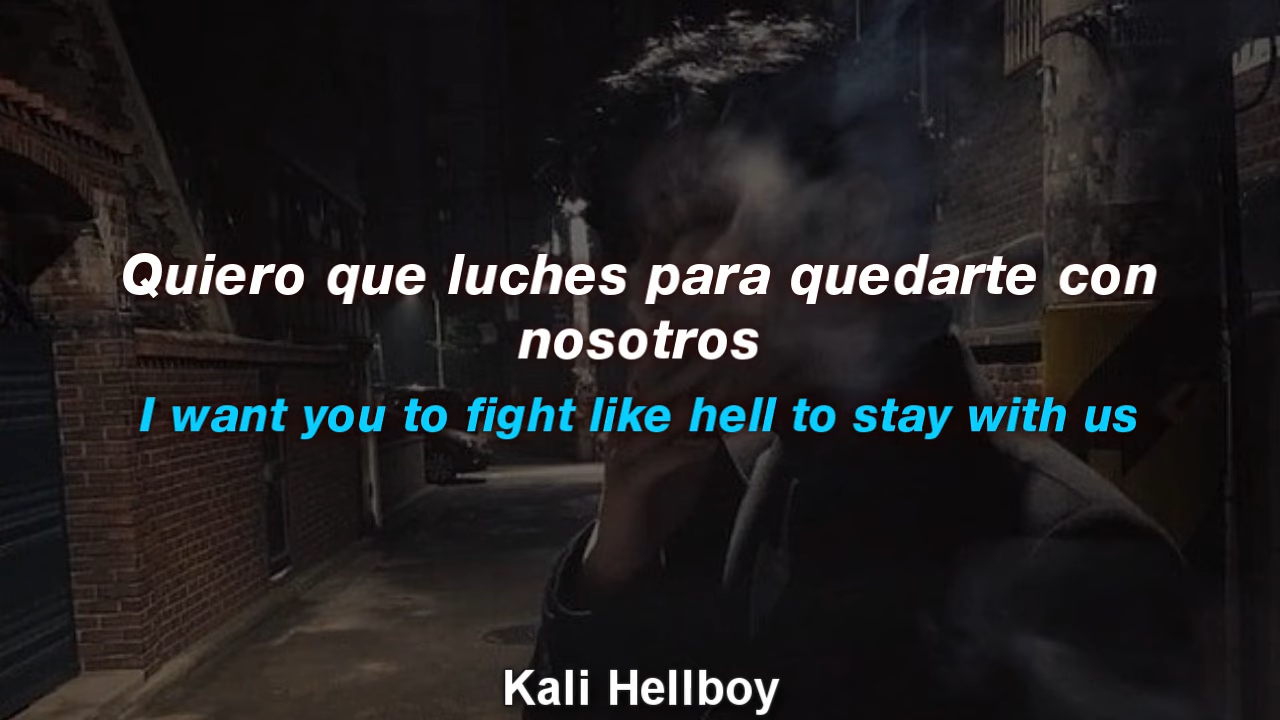 Quiero que luches para quedarte con
nosotros
I want you to fight like hell to stay with us
Kali Hellboy